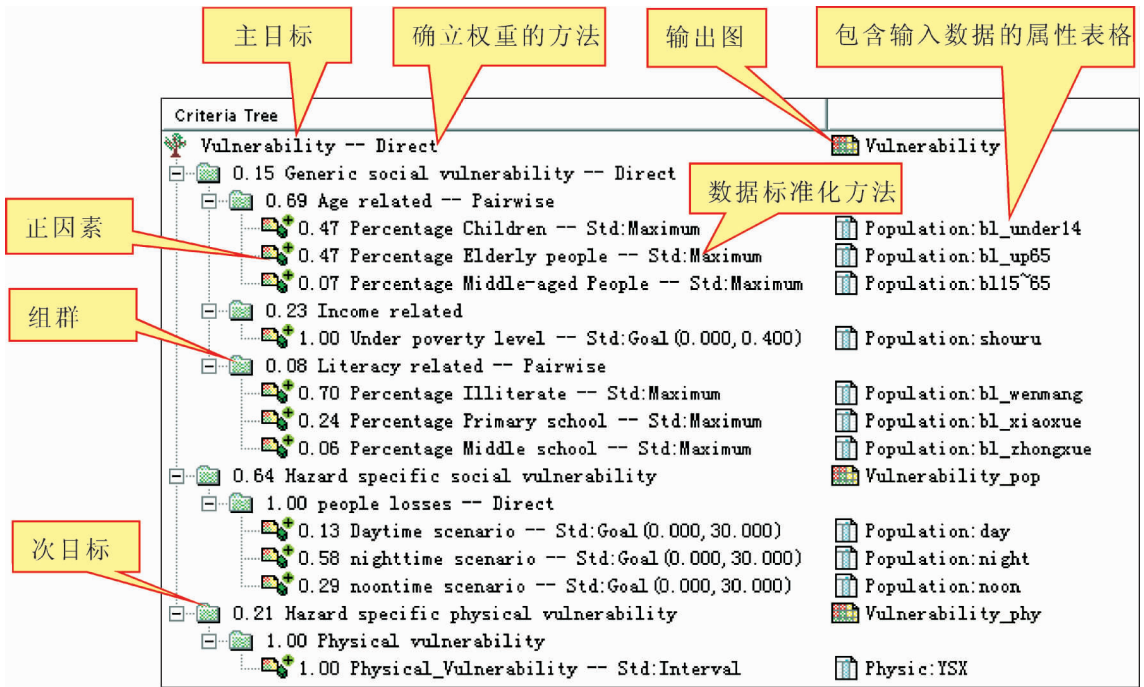 主目标
确立权重的方法
输出图
包含输入数据的属性表格
Criteria Tree
Vulnerability -- Direct
Vulnerability
0.15 Generic social vulnerability -- Direct
数据标准化方法
0.69 Age related -- Pairwise
正因素
0.47 Percentage Children -- Std:Maximum
Population:bl_under14
0.47 Percentage Elderly people -- Std:Maximum
Population:bl_up65
0.07 Percentage Middle-aged People -- Std:Maximum
Population:bl15~65
组群
0.23 Income related
1.00 Under poverty level -- Std:Goal(0.000,0.400)
Population:shouru
0.08 Literacy related -- Pairwise
0.70 Percentage Illiterate -- Std:Maximum
Population:bl_wenmang
0.24 Percentage Primary school -- Std:Maximum
Population:bl_xiaoxue
0.06 Percentage Middle school -- Std:Maximum
Population:bl_zhongxue
0.64 Hazard specific social vulnerability
Vulnerability_pop
1.00 people losses -- Direct
次目标
0.13 Daytime scenario -- Std:Goal(0.000,30.000)
Population:day
0.58 nighttime scenario -- Std:Goal(0.000,30.000)
Population:night
0.29 noontime scenario -- Std:Goal(0.000,30.000)
Population:noon
0.21 Hazard specific physical vulnerability
Vulnerability_phy
1.00 Physical vulnerability
1.00 Physical_Vulnerability -- Std:Interval
Physic:YSX